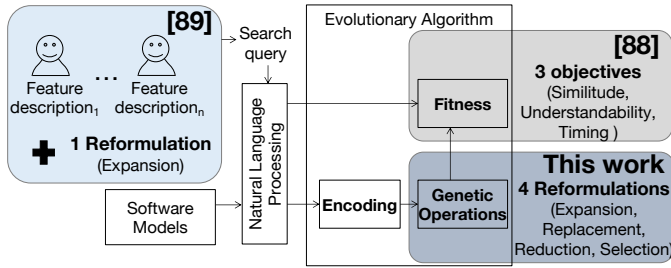 [89]
Feature
description1
...
Feature
descriptionn
+ 1 Reformulation
(Expansion)
Search
query
Software
Models
Natural Language
Processing
Evolutionary Algorithm
Encoding
Fitness
Genetic
Operations
[88]
3 objectives
(Similitude,
Understandability,
Timing )
This work
4 Reformulations
(Expansion,
Replacement,
Reduction, Selection)